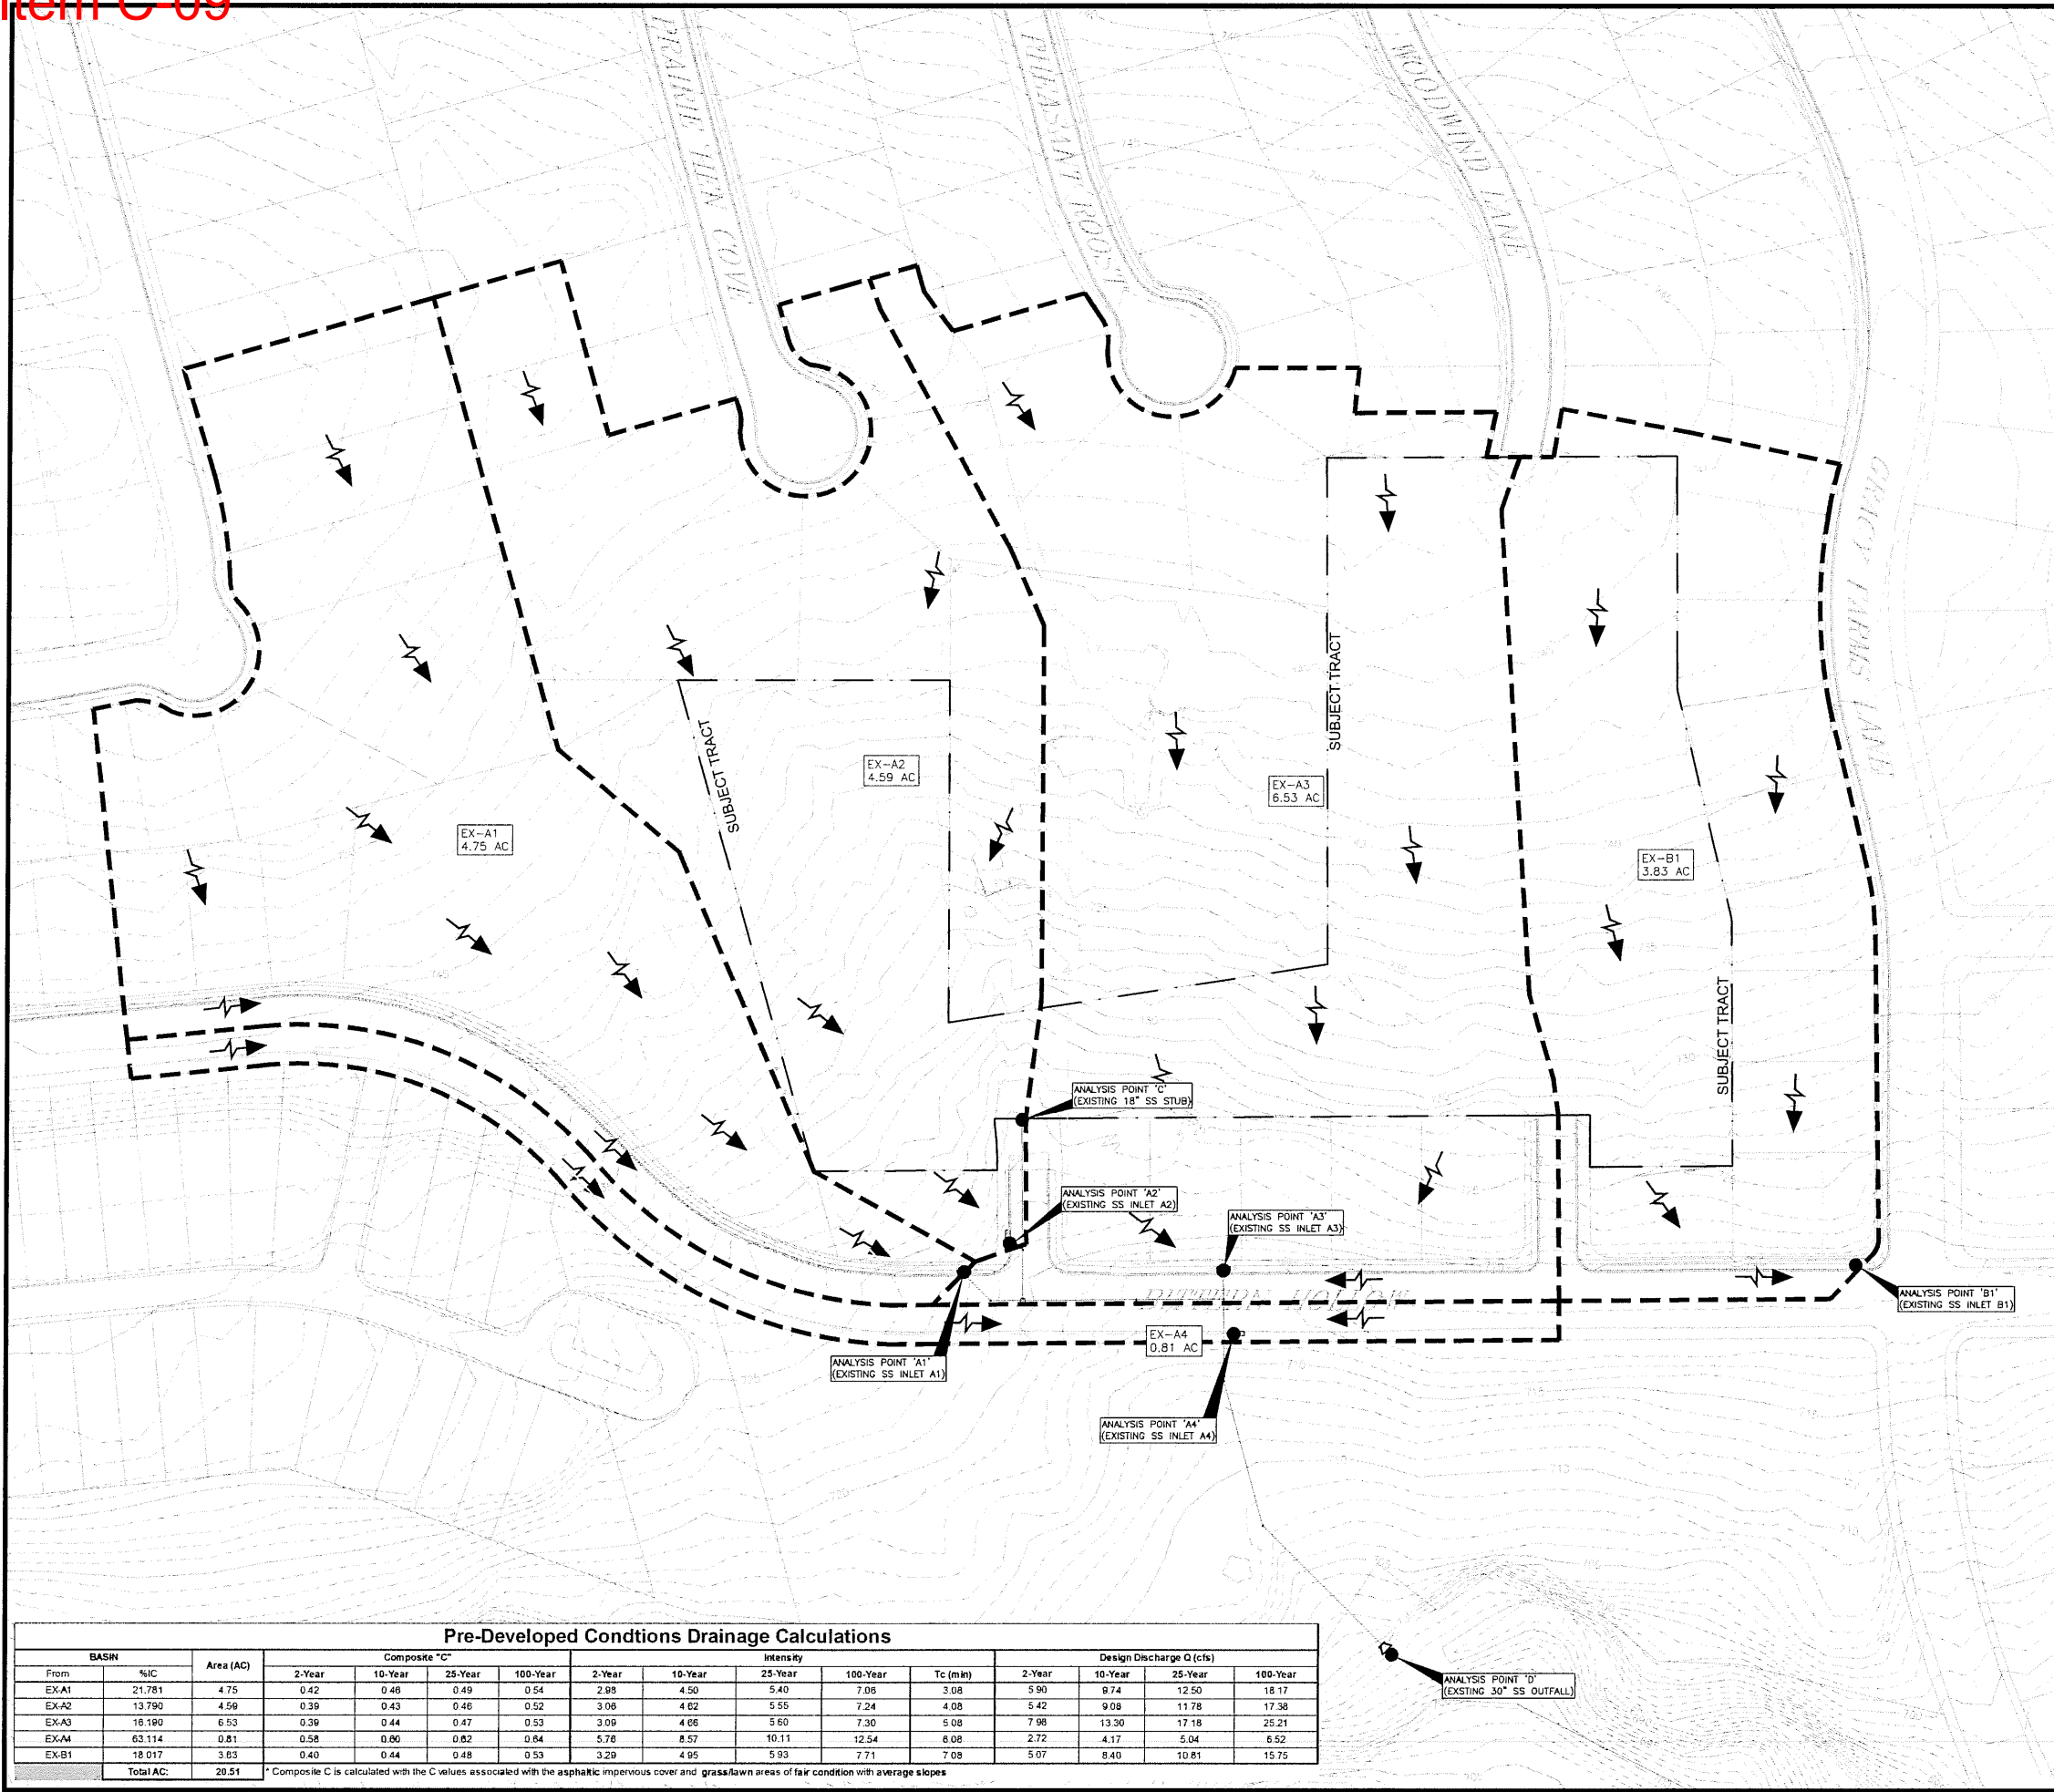 Item C-09
PRAIRIE HEN COVE
PHEASANT ROOST
WOODWIND LANE
SUBJECT TRACT
SUBJECT TRACT
SUBJECT TRACT
EX-A2
4.59 AC
EX-A3
6.53 AC
EX-A1
4.75 AC
EX-B1
3.83 AC
ANALYSIS POINT 'C'
(EXISTING 18" SS STUB)
ANALYSIS POINT 'A2'
(EXISTING SS INLET A2)
ANALYSIS POINT 'A3'
(EXISTING SS INLET A3)
ANALYSIS POINT 'B1'
(EXISTING SS INLET B1)
EX-A4
0.81 AC
ANALYSIS POINT 'A1'
(EXISTING SS INLET A1)
ANALYSIS POINT 'A4'
(EXISTING SS INLET A4)
ANALYSIS POINT 'D'
(EXSTING 30" SS OUTFALL)
Pre-Developed Condtions Drainage Calculations
BASIN Area (AC) Composite "C" Intensity Design Discharge Q (cfs)
From %IC 2-Year 10-Year 25-Year 100-Year 2-Year 10-Year 25-Year 100-Year Tc (min) 2-Year 10-Year 25-Year 100-Year
EX-A1 21.781 4.75 0.42 0.46 0.49 0.54 2.98 4.50 5.40 7.06 3.08 5.90 9.74 12.50 18.17
EX-A2 13.790 4.59 0.39 0.43 0.46 0.52 3.06 4.62 5.55 7.24 4.08 5.42 9.08 11.78 17.38
EX-A3 16.190 6.53 0.39 0.44 0.47 0.53 3.09 4.66 5.60 7.30 5.08 7.98 13.30 17.18 25.21
EX-A4 63.114 0.81 0.58 0.60 0.62 0.64 5.76 8.57 10.11 12.54 6.08 2.72 4.17 5.04 6.52
EX-B1 18.017 3.83 0.40 0.44 0.48 0.53 3.29 4.95 5.93 7.71 7.08 5.07 8.40 10.81 15.75
Total AC: 20.51 * Composite C is calculated with the C values associated with the asphaltic impervious cover and grass/lawn areas of fair condition with average slopes